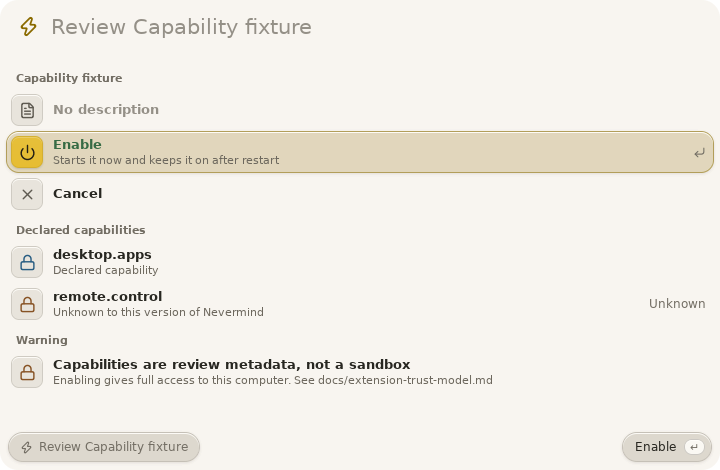 Review Capability fixture
Capability fixture
No description
Enable
Starts it now and keeps it on after restart
Cancel
Declared capabilities
desktop.apps
Declared capability
remote.control
Unknown to this version of Nevermind
Unknown
Warning
Capabilities are review metadata, not a sandbox
Enabling gives full access to this computer. See docs/extension-trust-model.md
Review Capability fixture
Enable